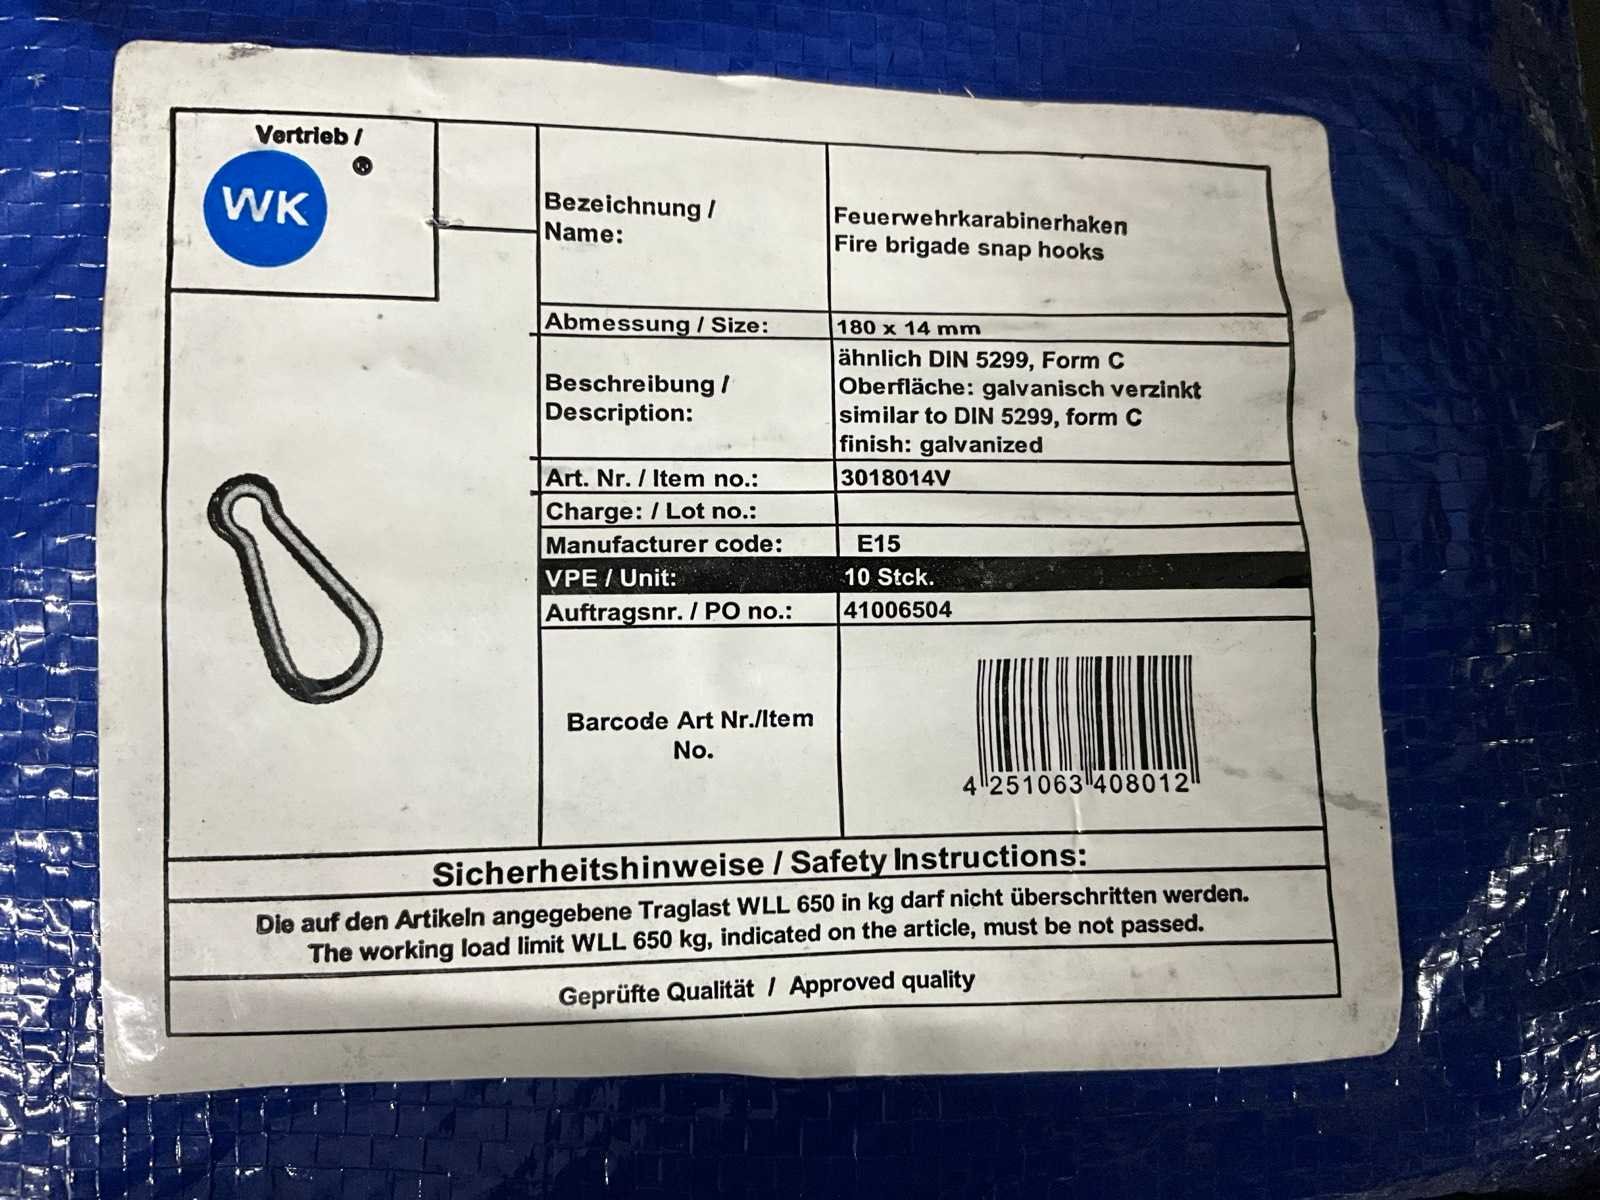 Vertrieb /
WK
Bezeichnung /
Name:
Feuerwehrkarabinerhaken
Fire brigade snap hooks
Abmessung / Size:
180 x 14 mm
Beschreibung /
Description:
ähnlich DIN 5299, Form C
Oberfläche: galvanisch verzinkt
similar to DIN 5299, form C
finish: galvanized
Art. Nr. / Item no.:
3018014V
Charge: / Lot no.:
Manufacturer code:
E15
VPE / Unit:
10 Stck.
Auftragsnr. / PO no.:
41006504
Barcode Art Nr./Item
No.
4 251063 408012
Sicherheitshinweise / Safety Instructions:
Die auf den Artikeln angegebene Traglast WLL 650 in kg darf nicht überschritten werden.
The working load limit WLL 650 kg, indicated on the article, must be not passed.
Geprüfte Qualität / Approved quality